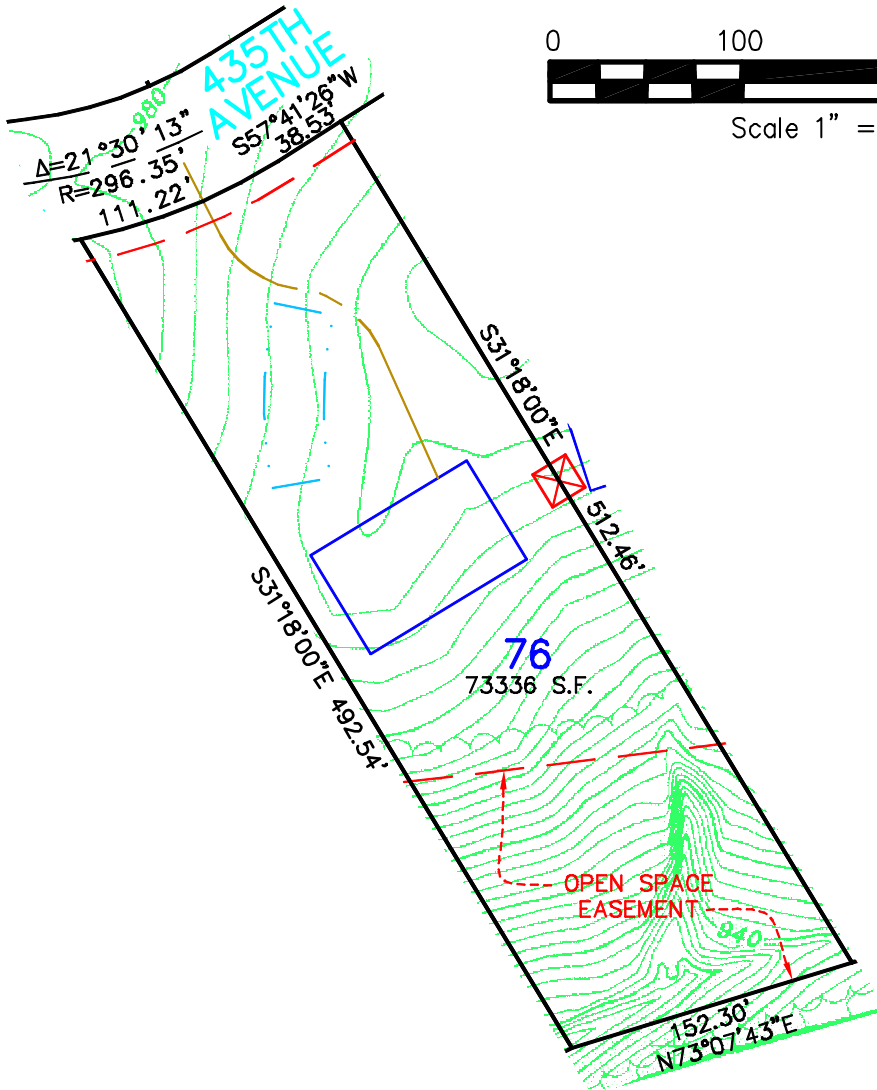 0 100
Scale 1" =
435TH
AVENUE
980
Δ=21°30'13"
R=296.35'
111.22'
S57°41'26"W
38.53'
S31°18'00"E
512.46'
S31°18'00"E 492.54'
76
73336 S.F.
OPEN SPACE
EASEMENT
940
152.30'
N73°07'43"E